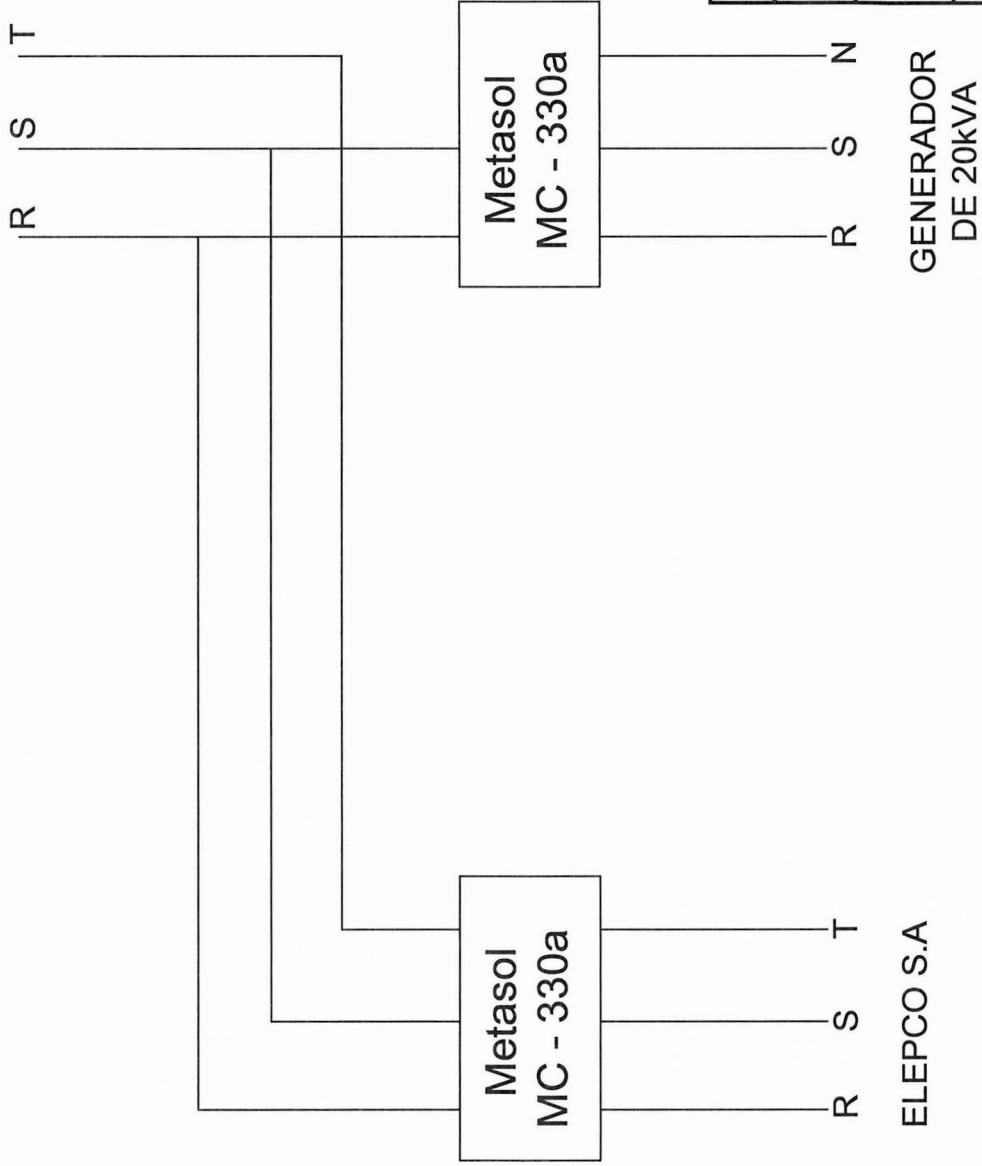 R
S
T
Metasol
MC - 330a
Metasol
MC - 330a
R
S
T
R
S
N
ELEPCO S.A
GENERADOR
DE 20kVA